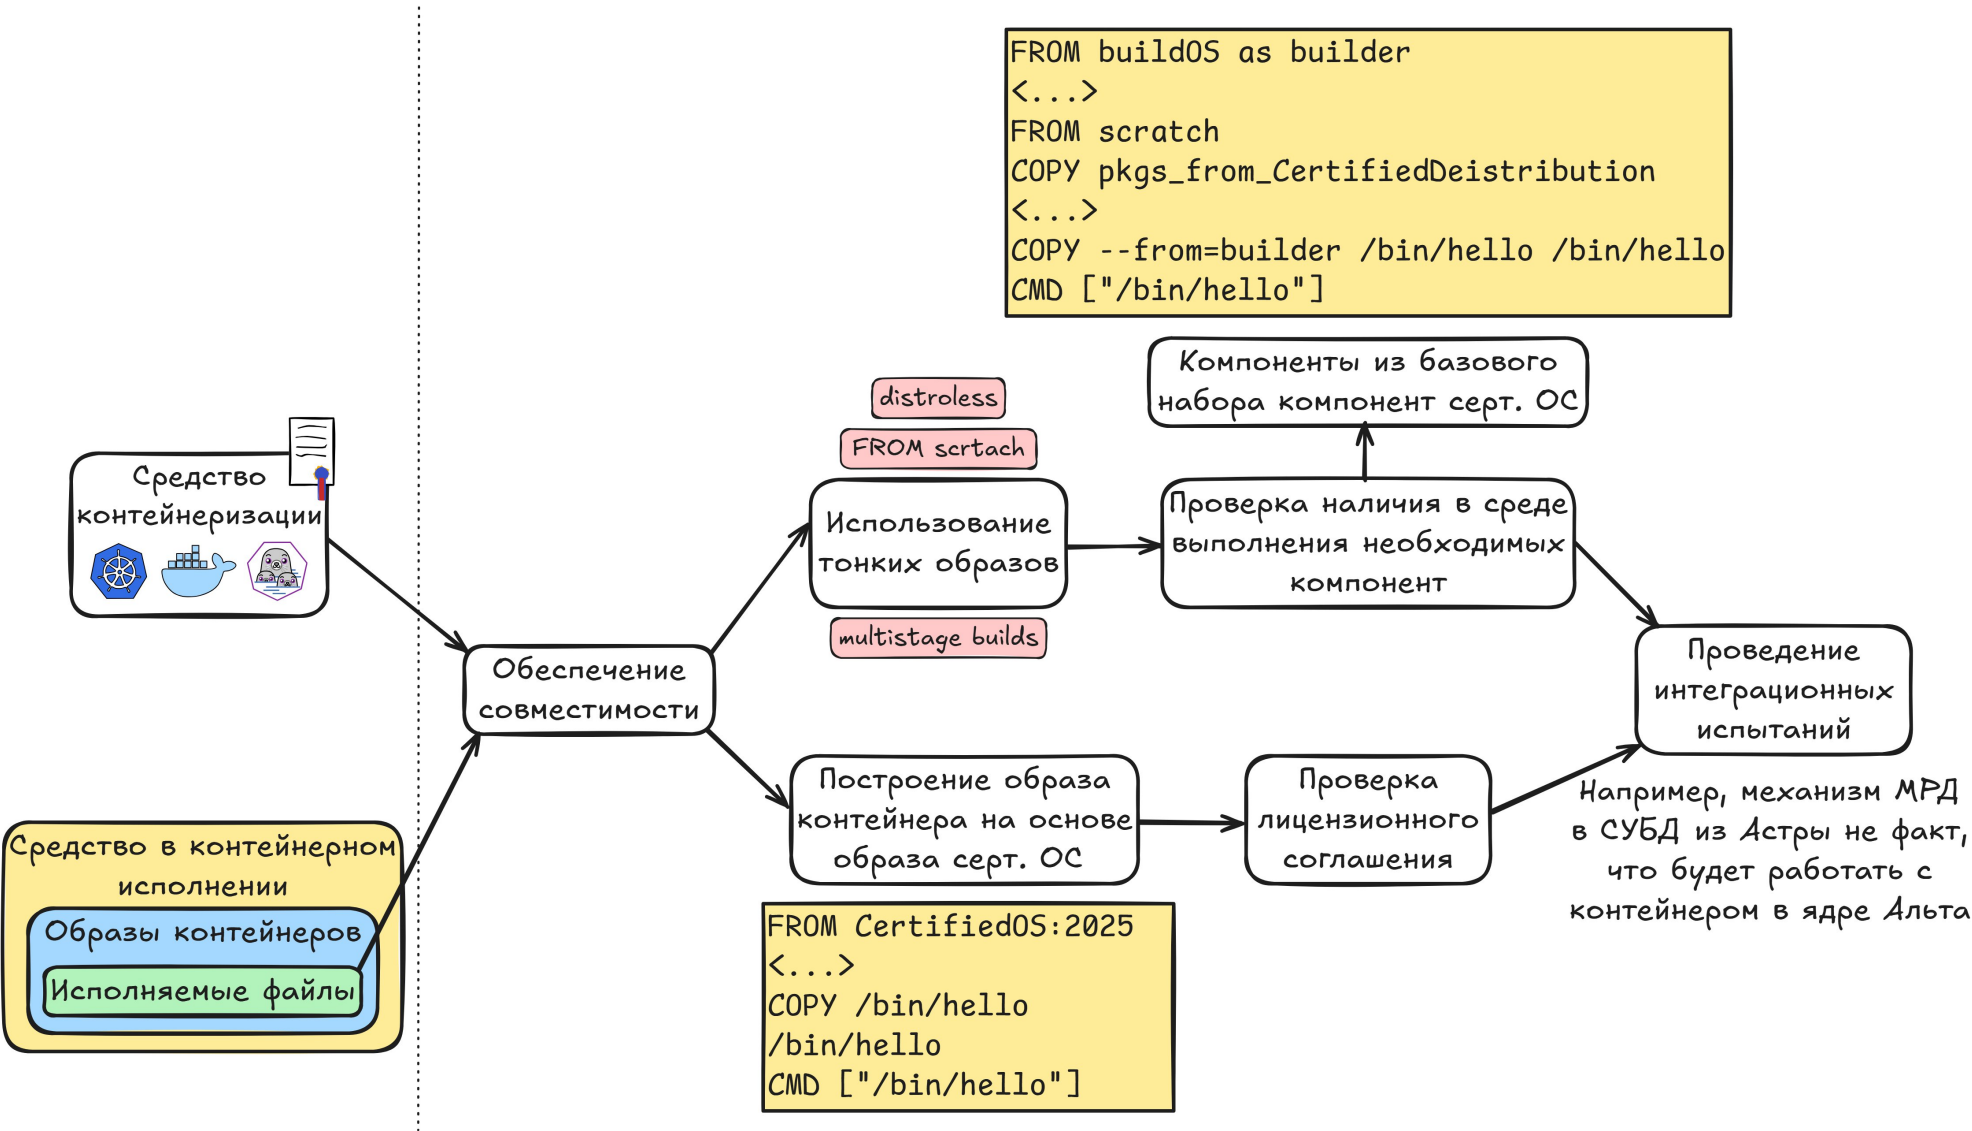 FROM buildOS as builder
<...>
FROM scratch
COPY pkgs_from_CertifiedDeistribution
<...>
COPY --from=builder /bin/hello /bin/hello
CMD ["/bin/hello"]
Компоненты из базового
набора компонент серт. ОС
distroless
FROM scrtach
Средство
контейнеризации
Использование
тонких образов
Проверка наличия в среде
выполнения необходимых
компонент
multistage builds
Обеспечение
совместимости
Проведение
интеграционных
испытаний
Построение образа
контейнера на основе
образа серт. ОС
Проверка
лицензионного
соглашения
Например, механизм МРД
в СУБД из Астры не факт,
что будет работать с
контейнером в ядре Альта
Средство в контейнерном
исполнении
Образы контейнеров
Исполняемые файлы
FROM CertifiedOS:2025
<...>
COPY /bin/hello
/bin/hello
CMD ["/bin/hello"]